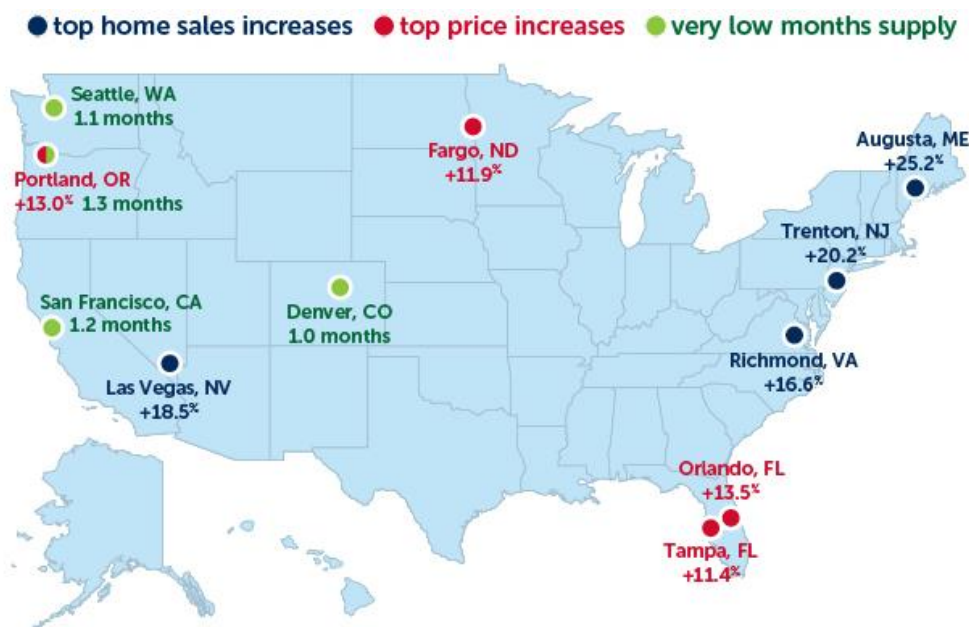 top home sales increases top price increases very low months supply
Seattle, WA
1.1 months
Portland, OR
+13.0% 1.3 months
Fargo, ND
+11.9%
Augusta, ME
+25.2%
Trenton, NJ
+20.2%
San Francisco, CA
1.2 months
Denver, CO
1.0 months
Richmond, VA
+16.6%
Las Vegas, NV
+18.5%
Orlando, FL
+13.5%
Tampa, FL
+11.4%